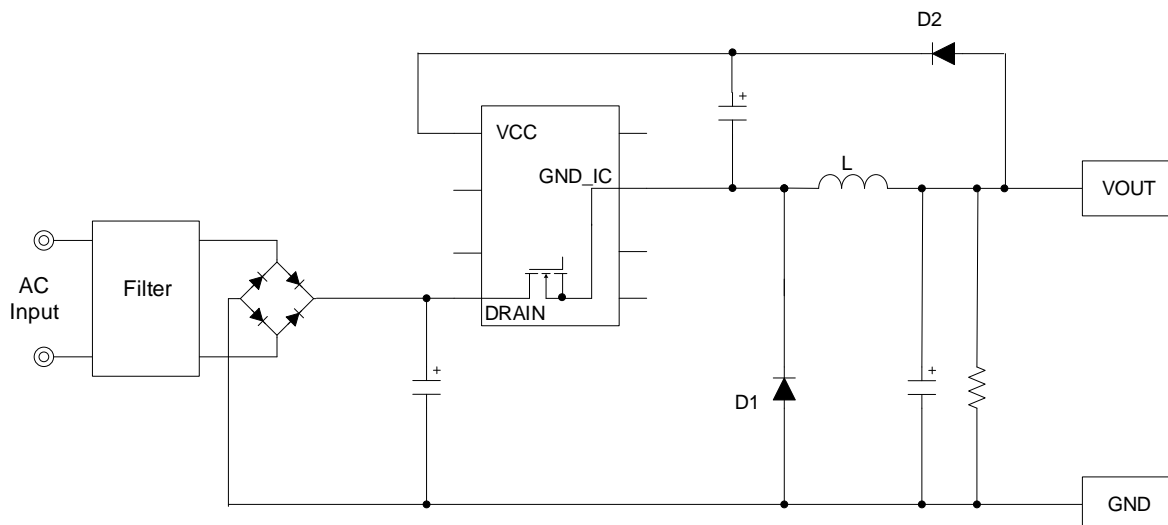 D2
+
VCC
GND_IC
L
VOUT
Filter
AC
Input
DRAIN
+
D1
+
GND